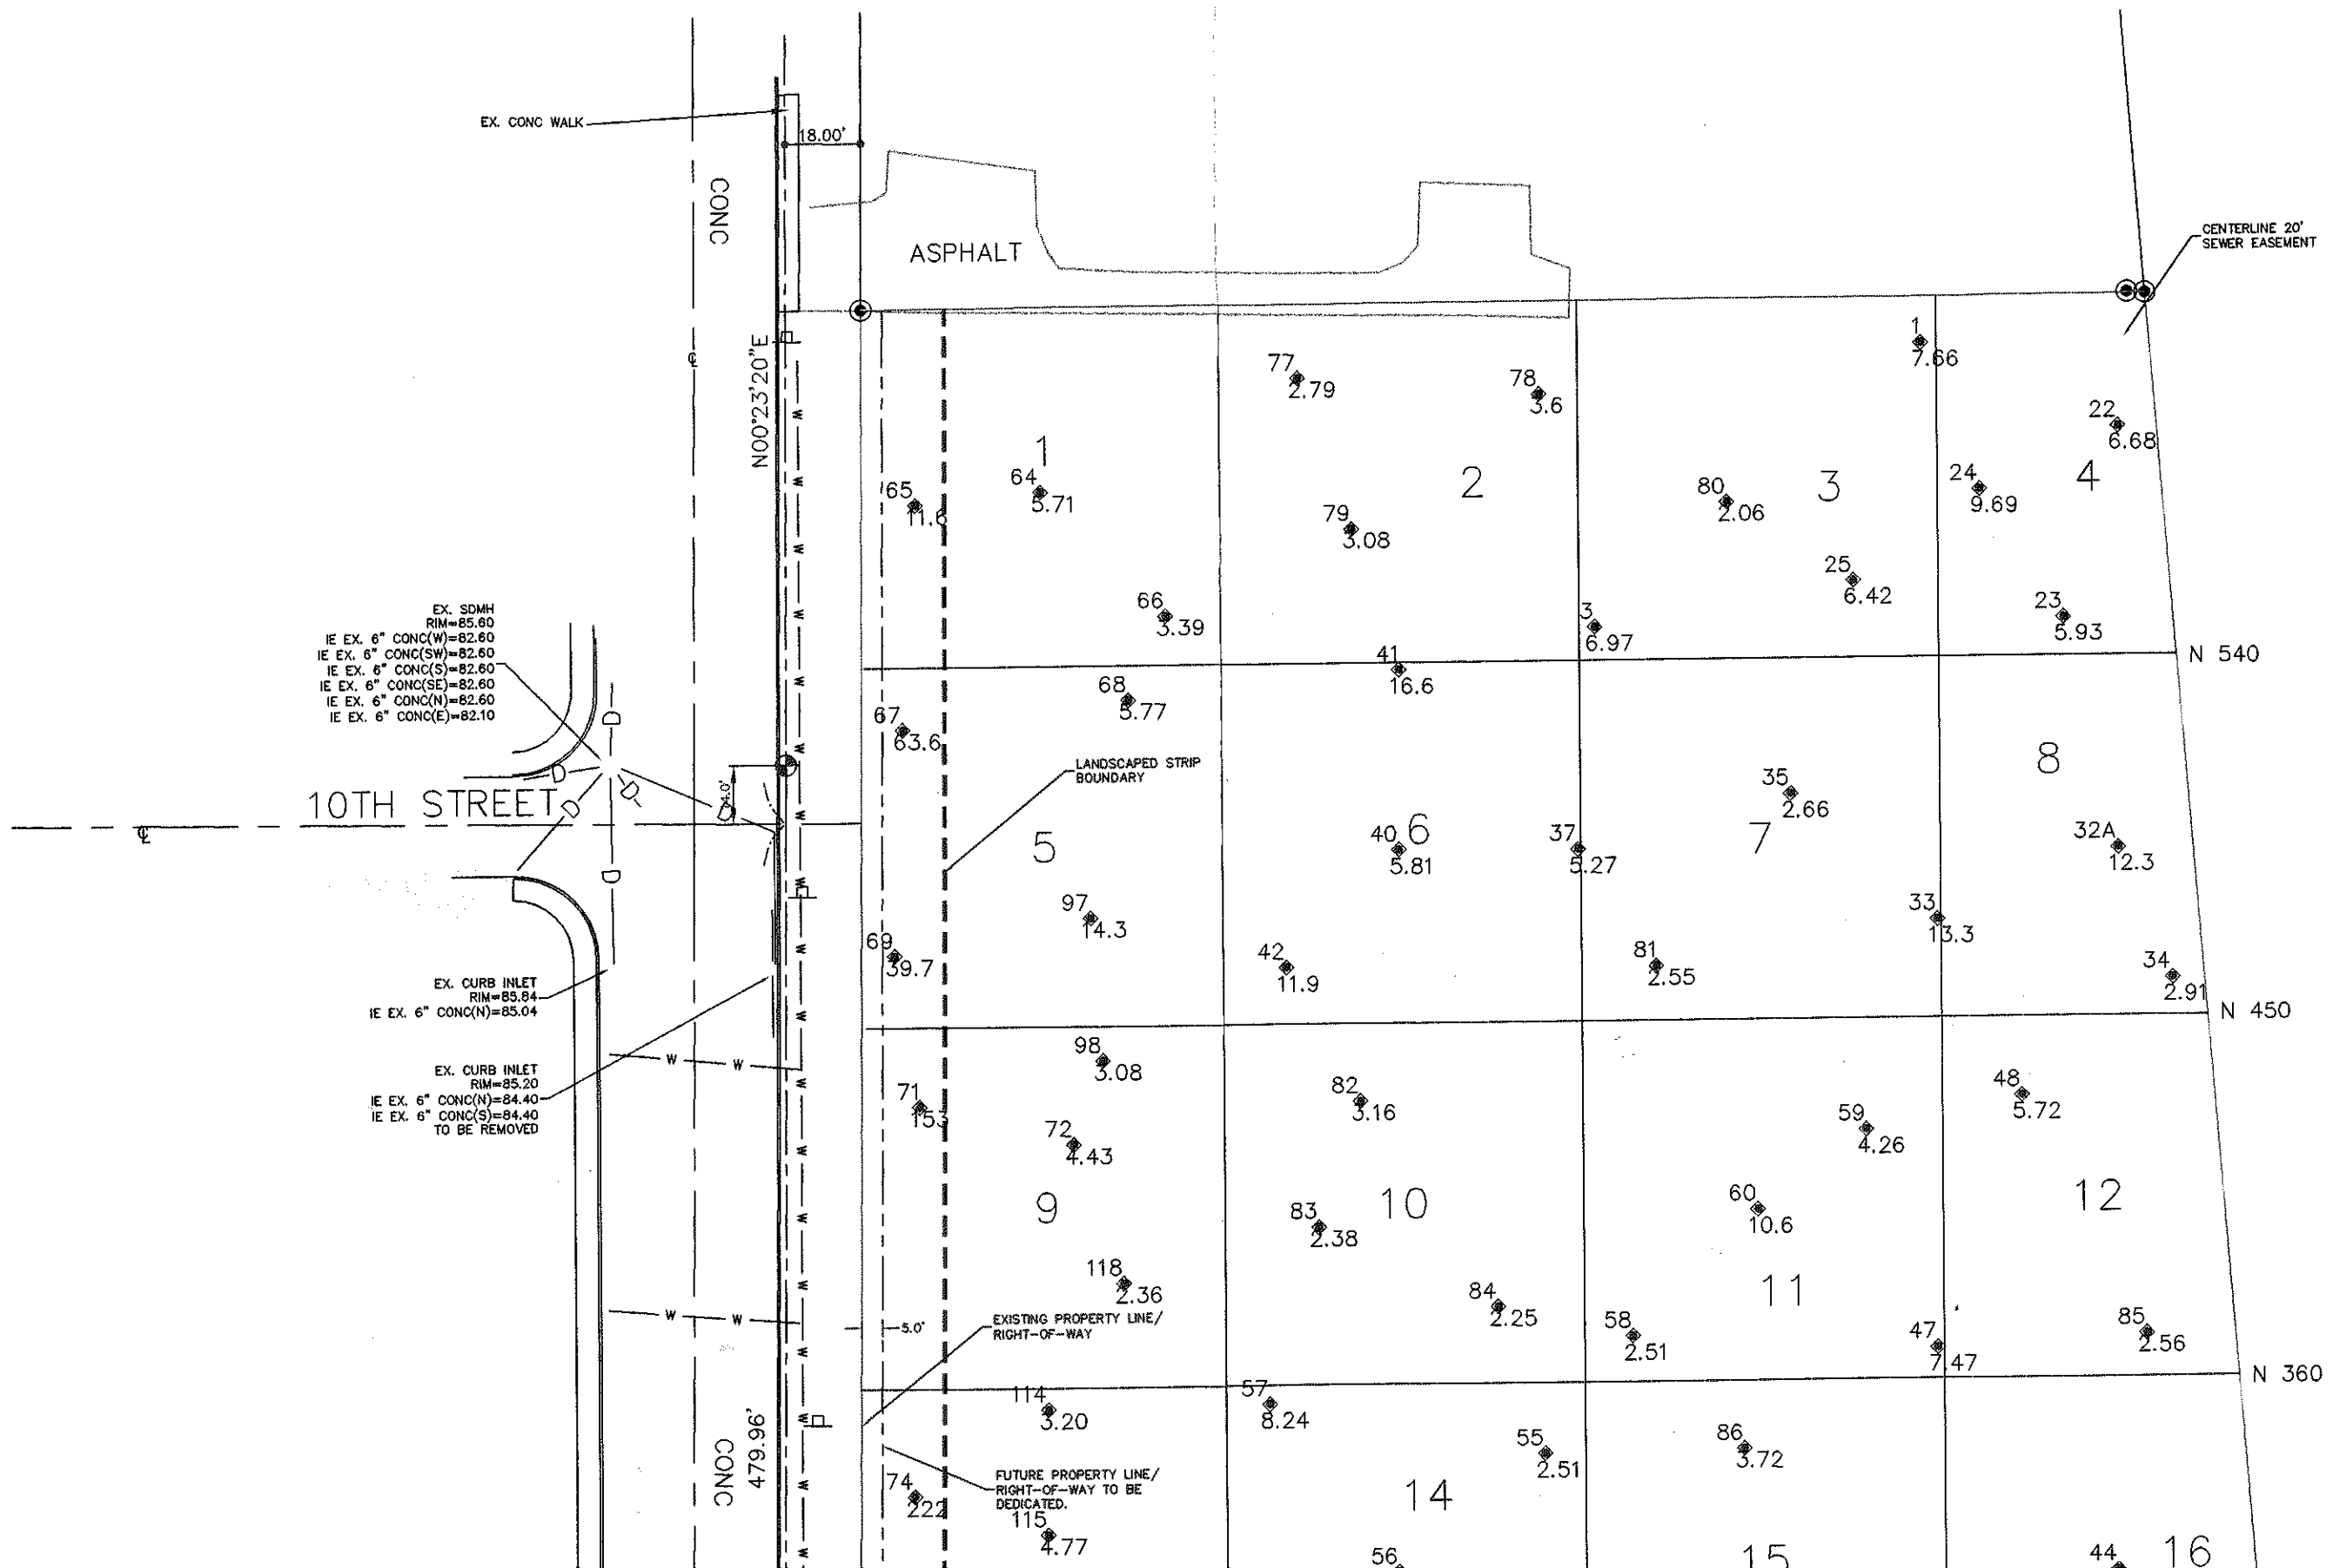 EX. CONC WALK
18.00'
CONC
ASPHALT
CENTERLINE 20'
SEWER EASEMENT
N00°23'20"E
℄
1
7.66
77
2.79
78
3.6
22
6.68
1
2
3
4
64
5.71
65
11.6
24
9.69
80
2.06
79
3.08
25
6.42
66
3.39
3
6.97
23
5.93
N 540
EX. SDMH
RIM=85.60
IE EX. 6" CONC(W)=82.60
IE EX. 6" CONC(SW)=82.60
IE EX. 6" CONC(S)=82.60
IE EX. 6" CONC(SE)=82.60
IE EX. 6" CONC(N)=82.60
IE EX. 6" CONC(E)=82.10
41
16.6
68
5.77
67
63.6
LANDSCAPED STRIP
BOUNDARY
10TH STREET
℄
D
D
D
D
D
D
5
6
7
8
35
2.66
40
5.81
37
5.27
32A
12.3
97
14.3
33
13.3
69
39.7
42
11.9
81
2.55
34
2.91
N 450
EX. CURB INLET
RIM=85.84
IE EX. 6" CONC(N)=85.04
EX. CURB INLET
RIM=85.20
IE EX. 6" CONC(N)=84.40
IE EX. 6" CONC(S)=84.40
TO BE REMOVED
W W
98
3.08
71
153
82
3.16
48
5.72
59
4.26
72
4.43
9
10
11
12
60
10.6
83
2.38
118
2.36
84
2.25
58
2.51
47
7.47
85
2.56
W W
5.0'
EXISTING PROPERTY LINE/
RIGHT-OF-WAY
N 360
114
3.20
57
8.24
55
2.51
86
3.72
CONC
479.96'
74
222
FUTURE PROPERTY LINE/
RIGHT-OF-WAY TO BE
DEDICATED.
115
4.77
14
15
16
56
44